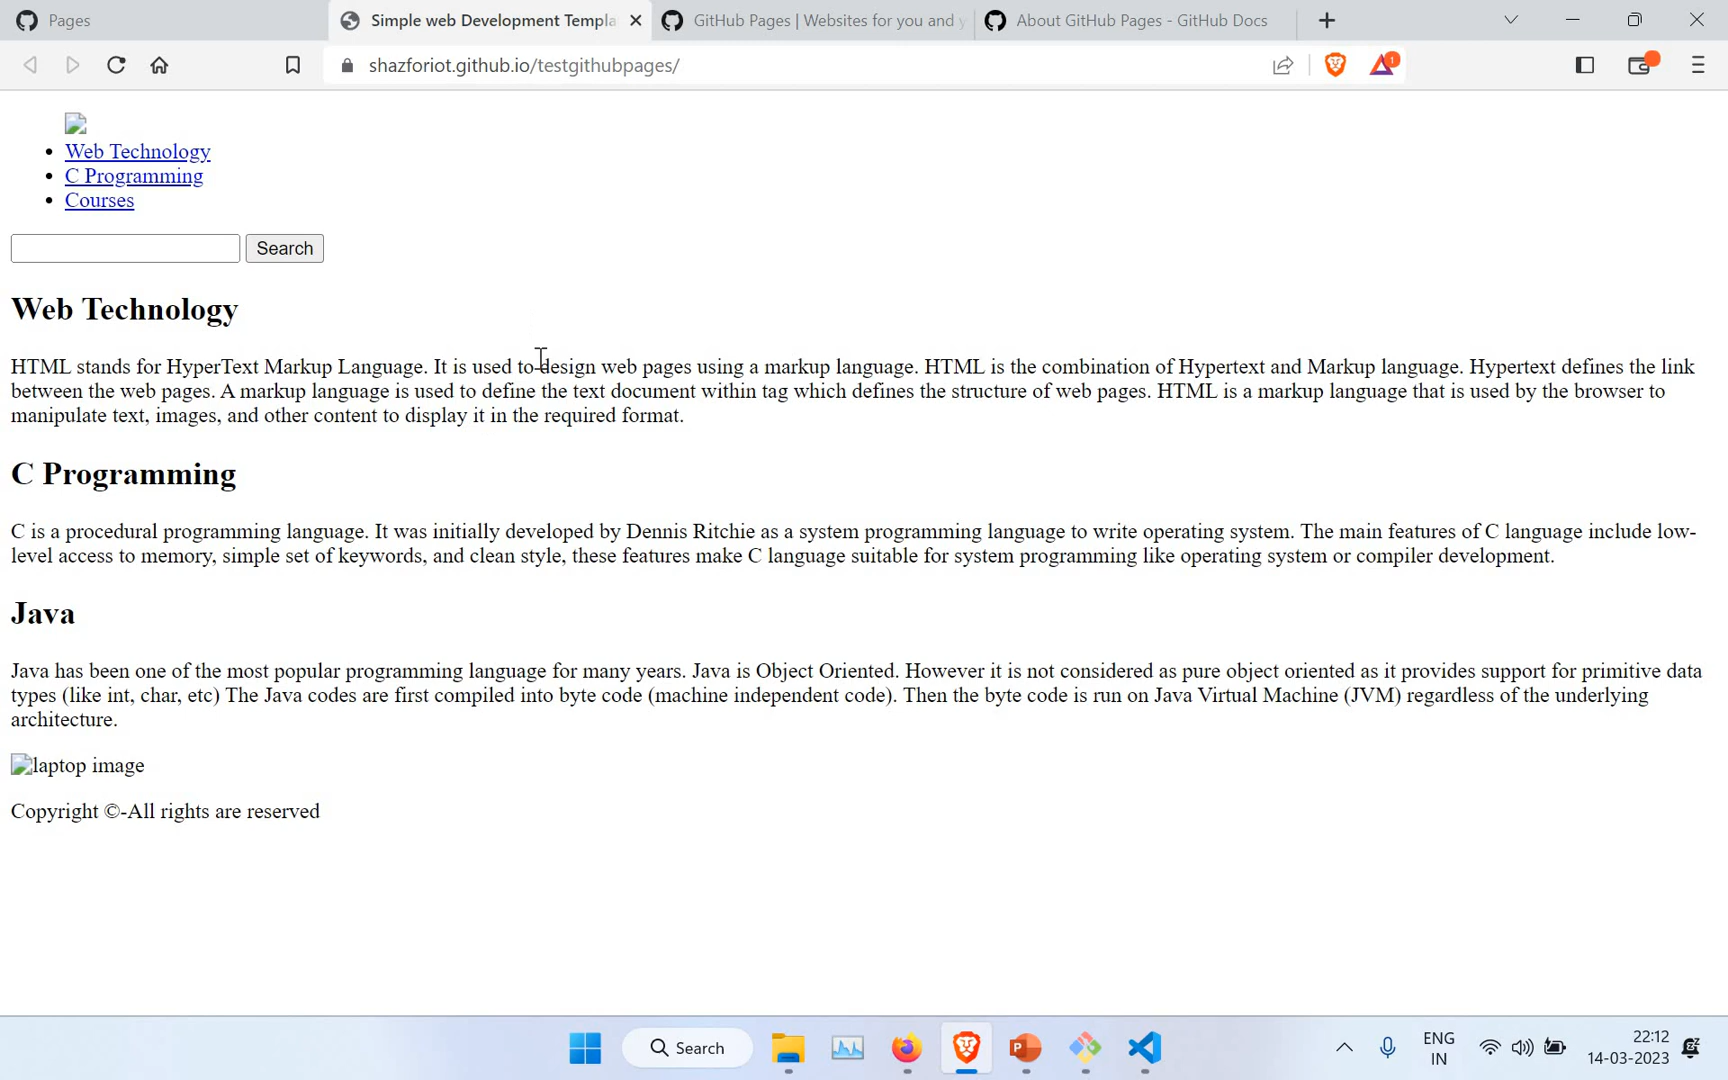 Pages
Simple web Development Templa
GitHub Pages | Websites for you and y
About GitHub Pages - GitHub Docs
shazforiot.github.io/testgithubpages/
1
Web Technology
C Programming
Courses
Search
Web Technology
HTML stands for HyperText Markup Language. It is used to design web pages using a markup language. HTML is the combination of Hypertext and Markup language. Hypertext defines the link
between the web pages. A markup language is used to define the text document within tag which defines the structure of web pages. HTML is a markup language that is used by the browser to
manipulate text, images, and other content to display it in the required format.
C Programming
C is a procedural programming language. It was initially developed by Dennis Ritchie as a system programming language to write operating system. The main features of C language include low-
level access to memory, simple set of keywords, and clean style, these features make C language suitable for system programming like operating system or compiler development.
Java
Java has been one of the most popular programming language for many years. Java is Object Oriented. However it is not considered as pure object oriented as it provides support for primitive data
types (like int, char, etc) The Java codes are first compiled into byte code (machine independent code). Then the byte code is run on Java Virtual Machine (JVM) regardless of the underlying
architecture.
laptop image
Copyright ©-All rights are reserved
Search
ENG
IN
22:12
14-03-2023